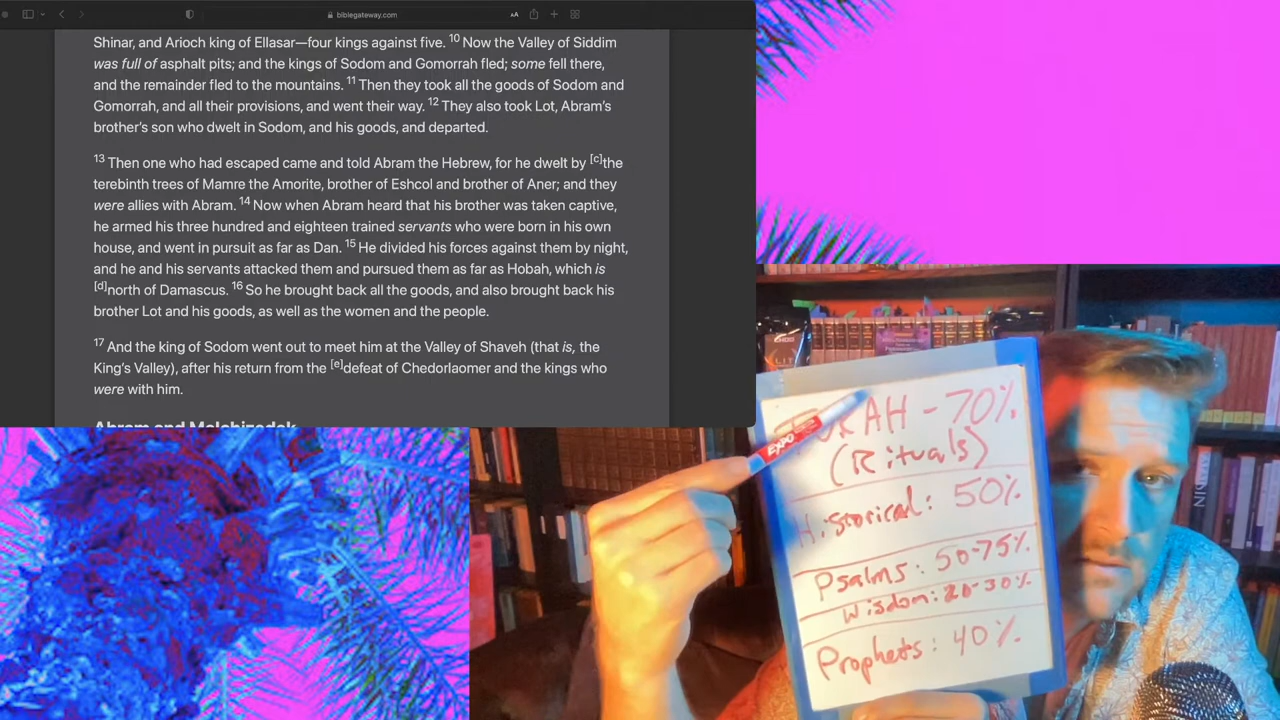 biblegateway.com
AA
Shinar, and Arioch king of Ellasar—four kings against five. 10 Now the Valley of Siddim
was full of asphalt pits; and the kings of Sodom and Gomorrah fled; some fell there,
and the remainder fled to the mountains. 11 Then they took all the goods of Sodom and
Gomorrah, and all their provisions, and went their way. 12 They also took Lot, Abram’s
brother’s son who dwelt in Sodom, and his goods, and departed.
13 Then one who had escaped came and told Abram the Hebrew, for he dwelt by [c]the
terebinth trees of Mamre the Amorite, brother of Eshcol and brother of Aner; and they
were allies with Abram. 14 Now when Abram heard that his brother was taken captive,
he armed his three hundred and eighteen trained servants who were born in his own
house, and went in pursuit as far as Dan. 15 He divided his forces against them by night,
and he and his servants attacked them and pursued them as far as Hobah, which is
[d]north of Damascus. 16 So he brought back all the goods, and also brought back his
brother Lot and his goods, as well as the women and the people.
17 And the king of Sodom went out to meet him at the Valley of Shaveh (that is, the
King’s Valley), after his return from the [e]defeat of Chedorlaomer and the kings who
were with him.
Abram and Melchizedek
TORAH - 70%
(Rituals)
Historical: 50%
Psalms: 50-75%
Wisdom: 20-30%
Prophets: 40%
EXPO